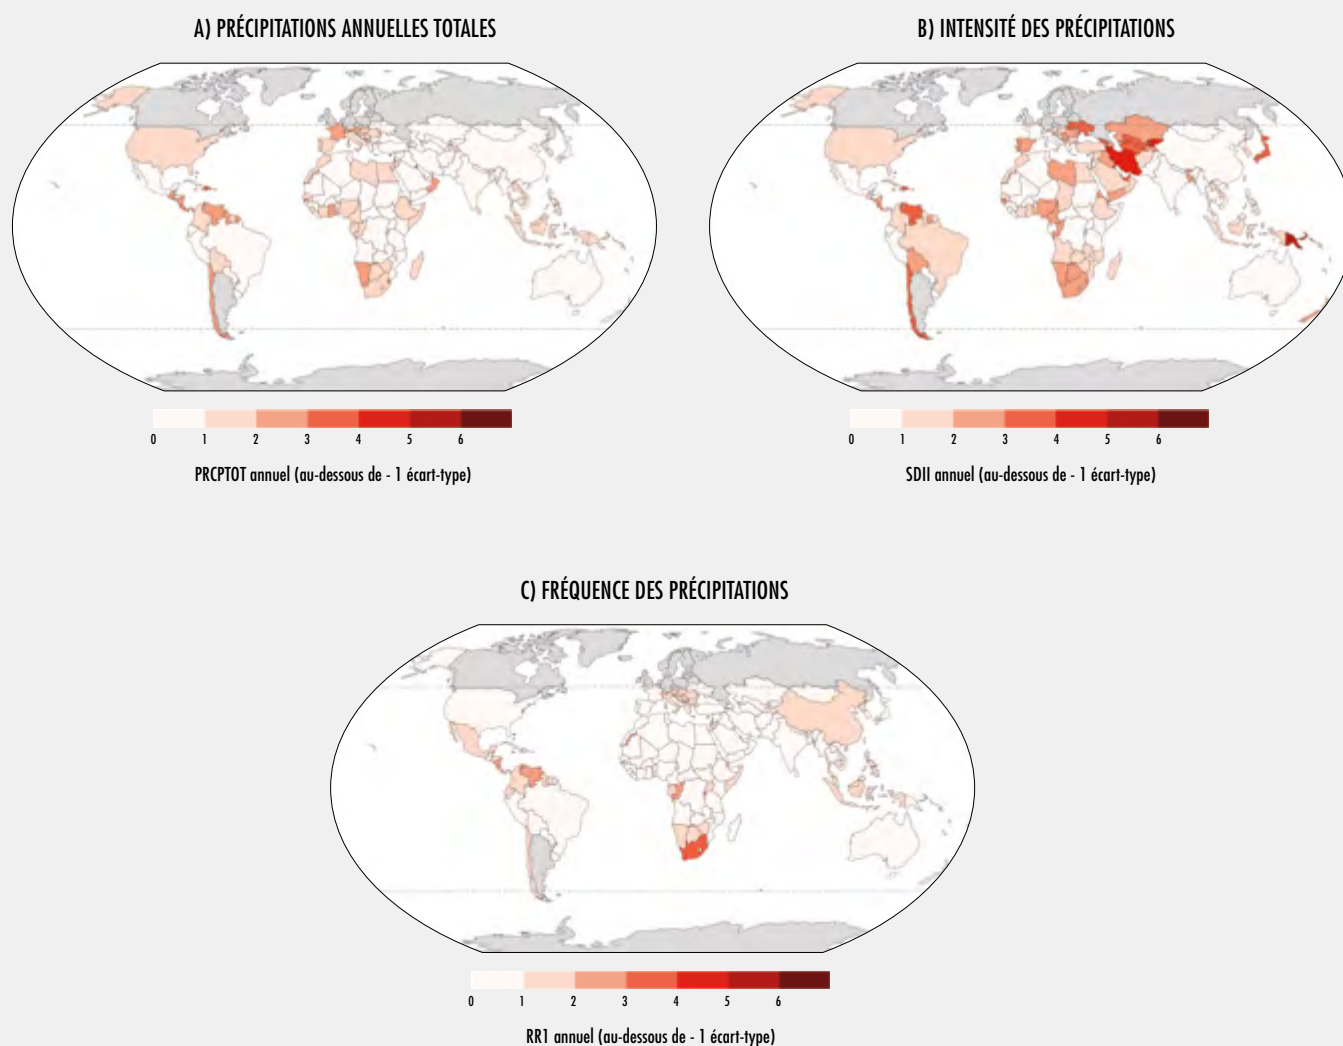 A) PRÉCIPITATIONS ANNUELLES TOTALES
0 1 2 3 4 5 6
PRCPTOT annuel (au-dessous de - 1 écart-type)
B) INTENSITÉ DES PRÉCIPITATIONS
0 1 2 3 4 5 6
SDII annuel (au-dessous de - 1 écart-type)
C) FRÉQUENCE DES PRÉCIPITATIONS
0 1 2 3 4 5 6
RR1 annuel (au-dessous de - 1 écart-type)